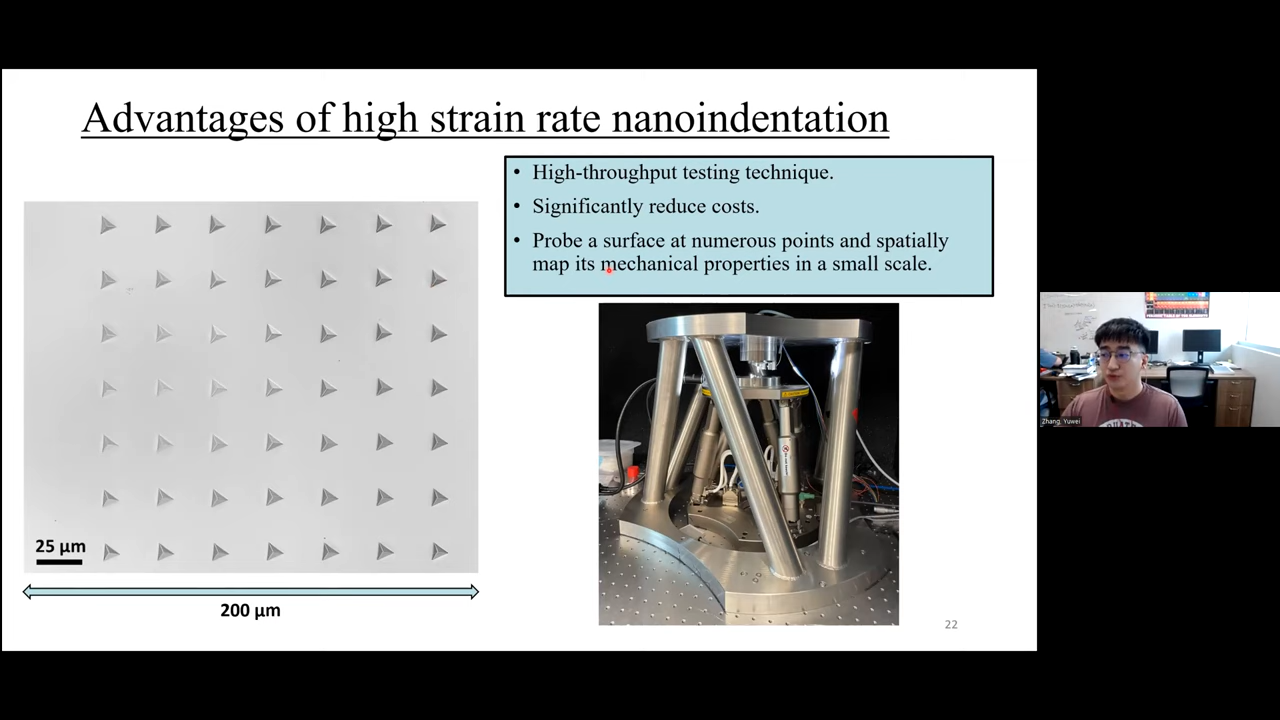 Advantages of high strain rate nanoindentation
• High-throughput testing technique.
• Significantly reduce costs.
• Probe a surface at numerous points and spatially
map its mechanical properties in a small scale.
25 µm
200 µm
22
Zhang, Yuwei